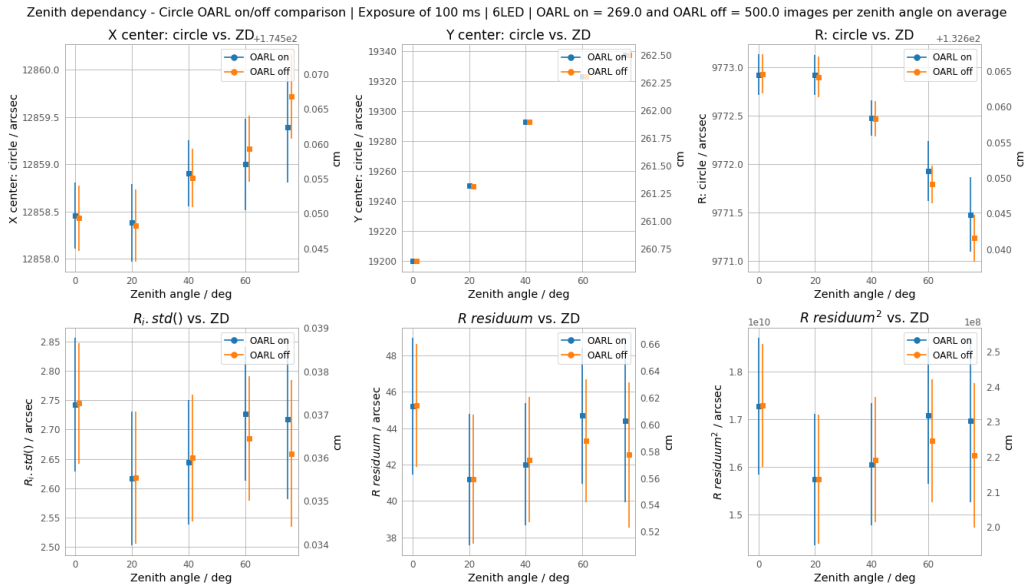 Zenith dependancy - Circle OARL on/off comparison | Exposure of 100 ms | 6LED | OARL on = 269.0 and OARL off = 500.0 images per zenith angle on average
X center: circle vs. ZD
+1.745e2
OARL on
OARL off
12860.0
12859.5
12859.0
12858.5
12858.0
X center: circle / arcsec
0.070
0.065
0.060
0.055
0.050
0.045
cm
0 20 40 60
Zenith angle / deg
Y center: circle vs. ZD
OARL on
OARL off
19340
19320
19300
19280
19260
19240
19220
19200
Y center: circle / arcsec
262.50
262.25
262.00
261.75
261.50
261.25
261.00
260.75
cm
0 20 40 60
Zenith angle / deg
R: circle vs. ZD
+1.326e2
OARL on
OARL off
9773.0
9772.5
9772.0
9771.5
9771.0
R: circle / arcsec
0.065
0.060
0.055
0.050
0.045
0.040
cm
0 20 40 60
Zenith angle / deg
R_i.std() vs. ZD
OARL on
OARL off
2.85
2.80
2.75
2.70
2.65
2.60
2.55
2.50
R_i.std() / arcsec
0.039
0.038
0.037
0.036
0.035
0.034
cm
0 20 40 60
Zenith angle / deg
R residuum vs. ZD
OARL on
OARL off
48
46
44
42
40
38
R residuum / arcsec
0.66
0.64
0.62
0.60
0.58
0.56
0.54
0.52
cm
0 20 40 60
Zenith angle / deg
R residuum² vs. ZD
1e10
1e8
OARL on
OARL off
1.8
1.7
1.6
1.5
R residuum² / arcsec
2.5
2.4
2.3
2.2
2.1
2.0
cm
0 20 40 60
Zenith angle / deg